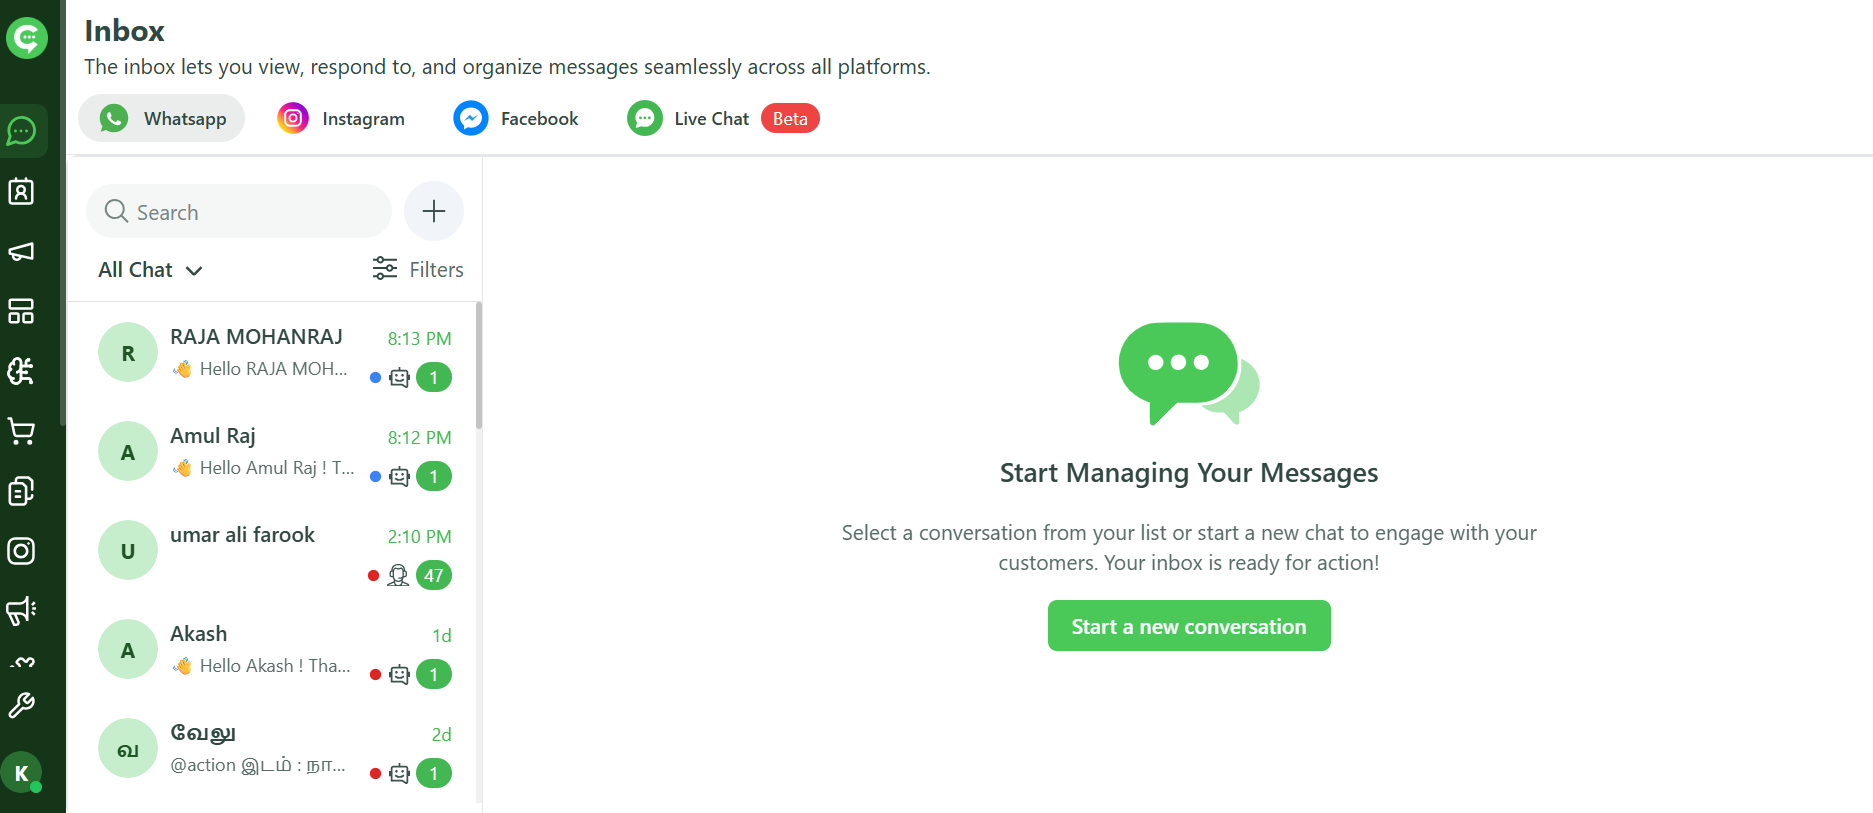 Inbox
The inbox lets you view, respond to, and organize messages seamlessly across all platforms.
Whatsapp Instagram Facebook Live Chat Beta
Search
All Chat Filters
RAJA MOHANRAJ 8:13 PM
👋 Hello RAJA MOH... 1
Amul Raj 8:12 PM
👋 Hello Amul Raj ! T... 1
umar ali farook 2:10 PM
47
Akash 1d
👋 Hello Akash ! Tha... 1
வேலு 2d
@action இடம் : நா... 1
K
R
A
U
A
வ
Start Managing Your Messages
Select a conversation from your list or start a new chat to engage with your
customers. Your inbox is ready for action!
Start a new conversation